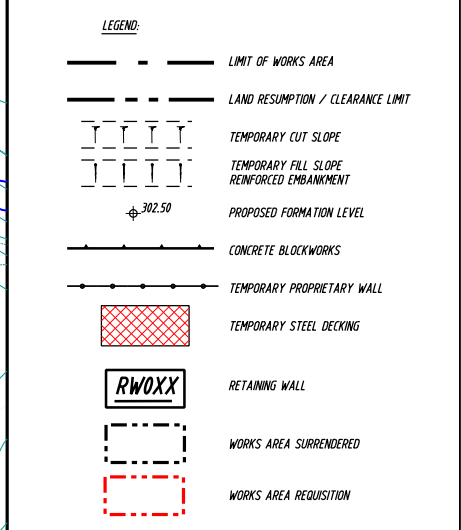 LEGEND:
LIMIT OF WORKS AREA
LAND RESUMPTION / CLEARANCE LIMIT
TEMPORARY CUT SLOPE
TEMPORARY FILL SLOPE
REINFORCED EMBANKMENT
302.50 PROPOSED FORMATION LEVEL
CONCRETE BLOCKWORKS
TEMPORARY PROPRIETARY WALL
TEMPORARY STEEL DECKING
RW0XX RETAINING WALL
WORKS AREA SURRENDERED
WORKS AREA REQUISITION